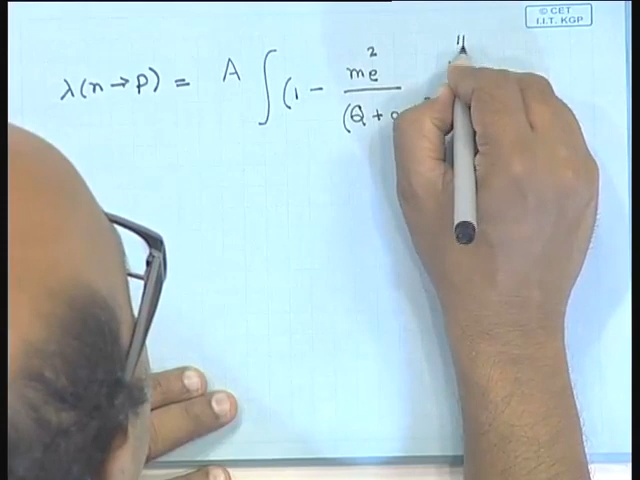 © CET
I.I.T. KGP
λ(n → p) = A ∫ (1 - me² / (Q + q